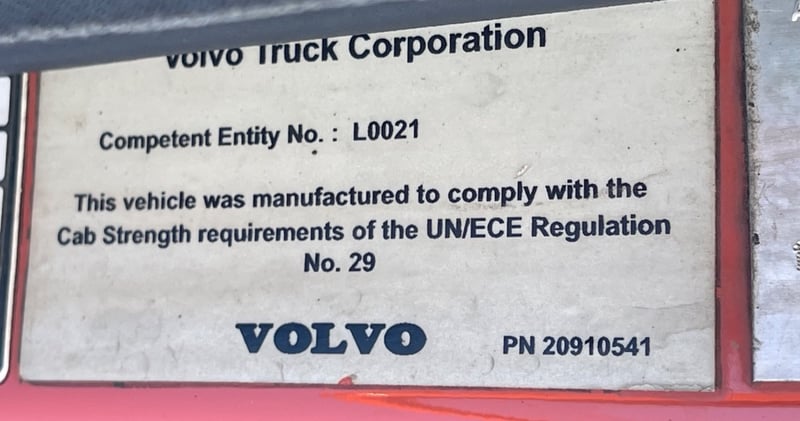 Volvo Truck Corporation
Competent Entity No. : L0021
This vehicle was manufactured to comply with the
Cab Strength requirements of the UN/ECE Regulation
No. 29
VOLVO PN 20910541